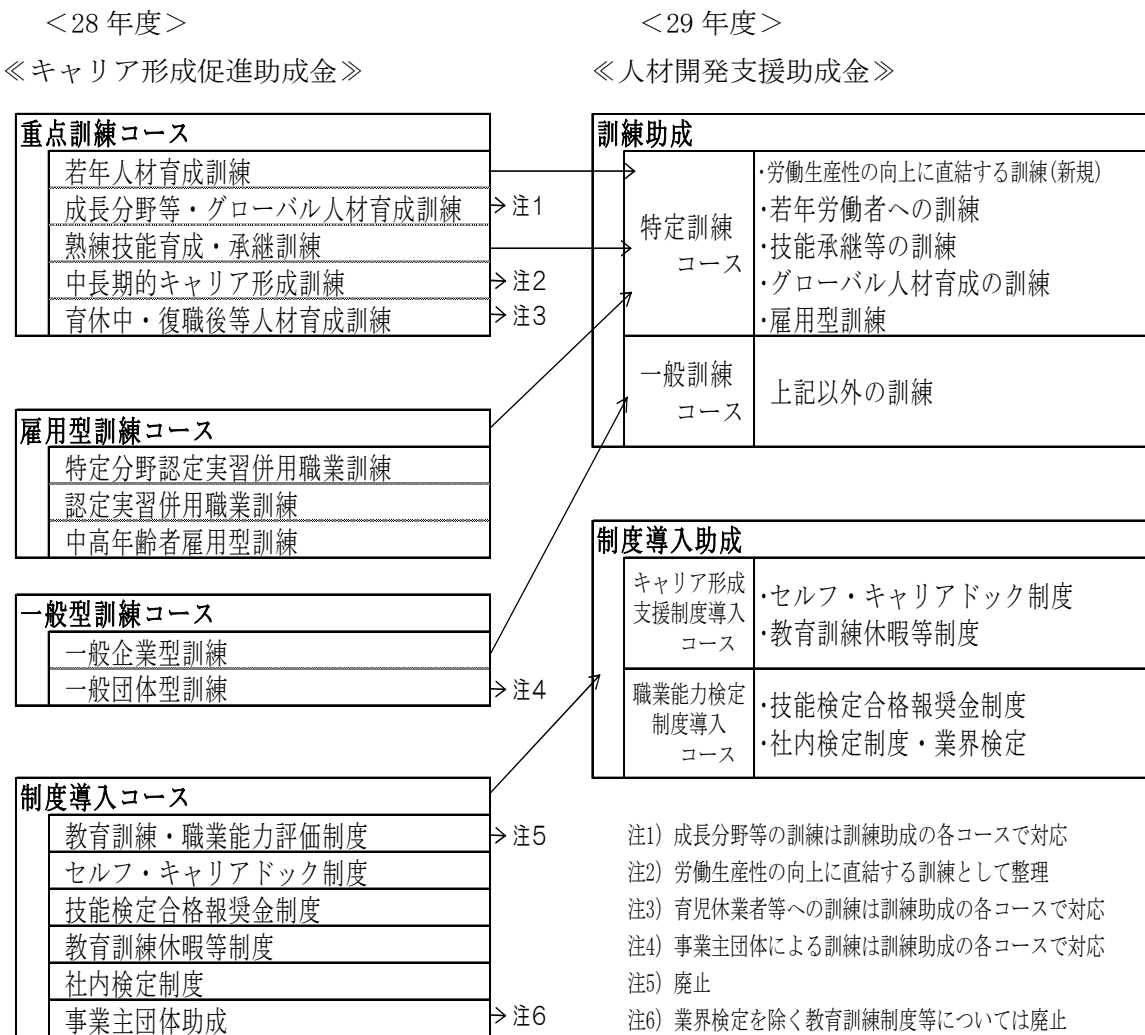 ＜28 年度＞
≪キャリア形成促進助成金≫
重点訓練コース
若年人材育成訓練
成長分野等・グローバル人材育成訓練 注1
熟練技能育成・承継訓練
中長期的キャリア形成訓練 注2
育休中・復職後等人材育成訓練 注3
雇用型訓練コース
特定分野認定実習併用職業訓練
認定実習併用職業訓練
中高年齢者雇用型訓練
一般型訓練コース
一般企業型訓練
一般団体型訓練 注4
制度導入コース
教育訓練・職業能力評価制度 注5
セルフ・キャリアドック制度
技能検定合格報奨金制度
教育訓練休暇等制度
社内検定制度
事業主団体助成 注6
＜29 年度＞
≪人材開発支援助成金≫
訓練助成
特定訓練
コース
・労働生産性の向上に直結する訓練(新規)
・若年労働者への訓練
・技能承継等の訓練
・グローバル人材育成の訓練
・雇用型訓練
一般訓練
コース
上記以外の訓練
制度導入助成
キャリア形成
支援制度導入
コース
・セルフ・キャリアドック制度
・教育訓練休暇等制度
職業能力検定
制度導入
コース
・技能検定合格報奨金制度
・社内検定制度・業界検定
注1) 成長分野等の訓練は訓練助成の各コースで対応
注2) 労働生産性の向上に直結する訓練として整理
注3) 育児休業者等への訓練は訓練助成の各コースで対応
注4) 事業主団体による訓練は訓練助成の各コースで対応
注5) 廃止
注6) 業界検定を除く教育訓練制度等については廃止